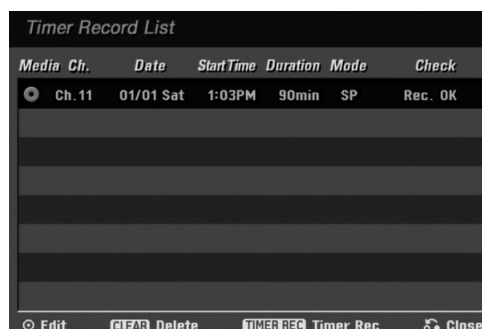 Timer Record List
Media Ch. Date Start Time Duration Mode Check
Ch.11 01/01 Sat 1:03PM 90min SP Rec. OK
Edit CLEAR Delete TIMER REC Timer Rec Close